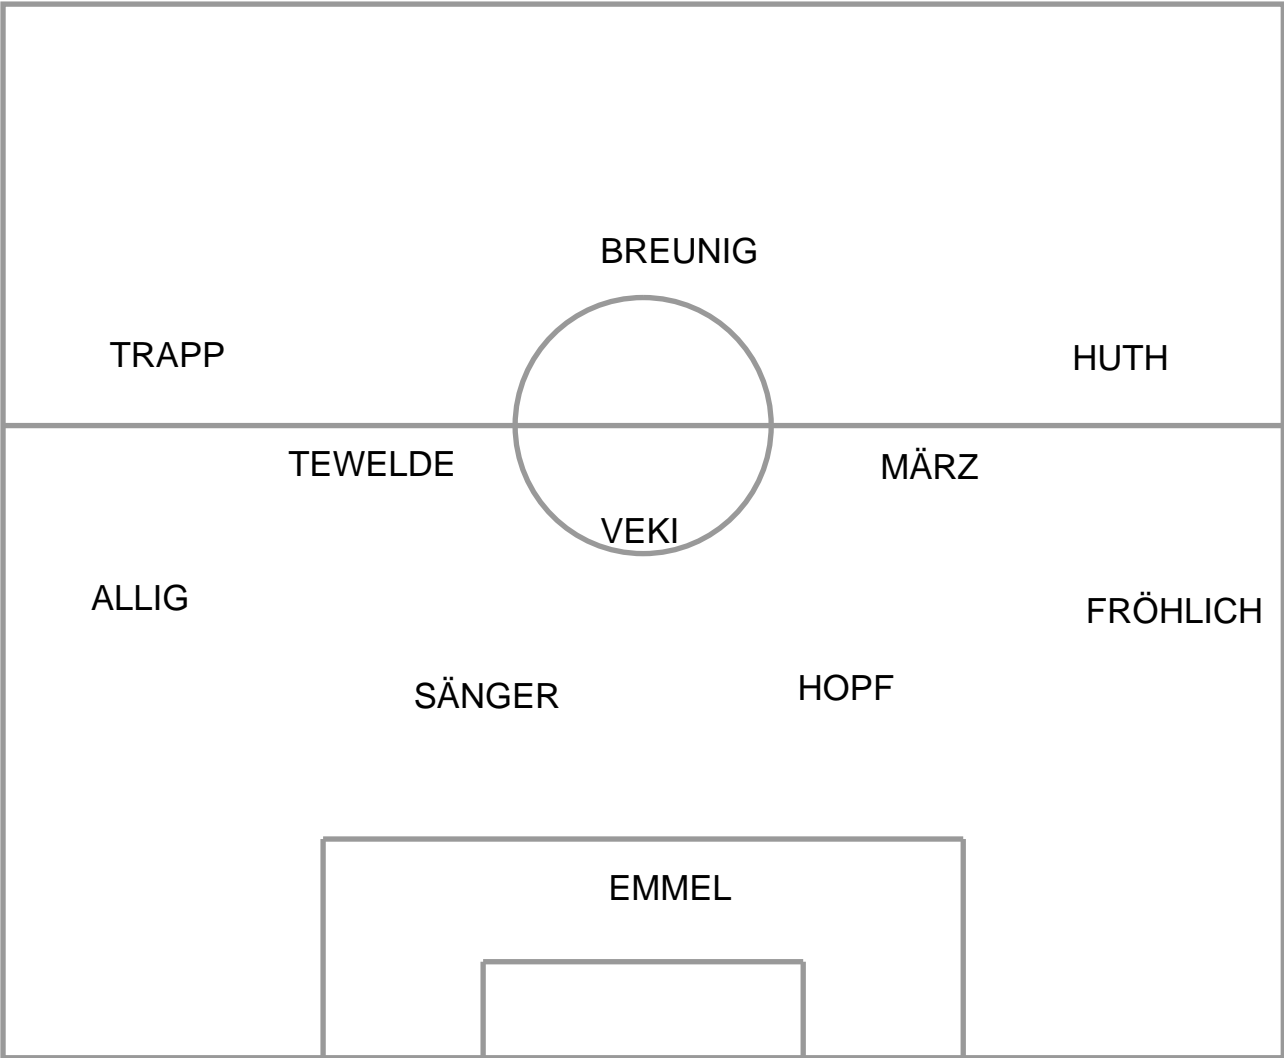 BREUNIG
TRAPP
HUTH
TEWELDE
MÄRZ
VEKI
ALLIG
FRÖHLICH
SÄNGER
HOPF
EMMEL